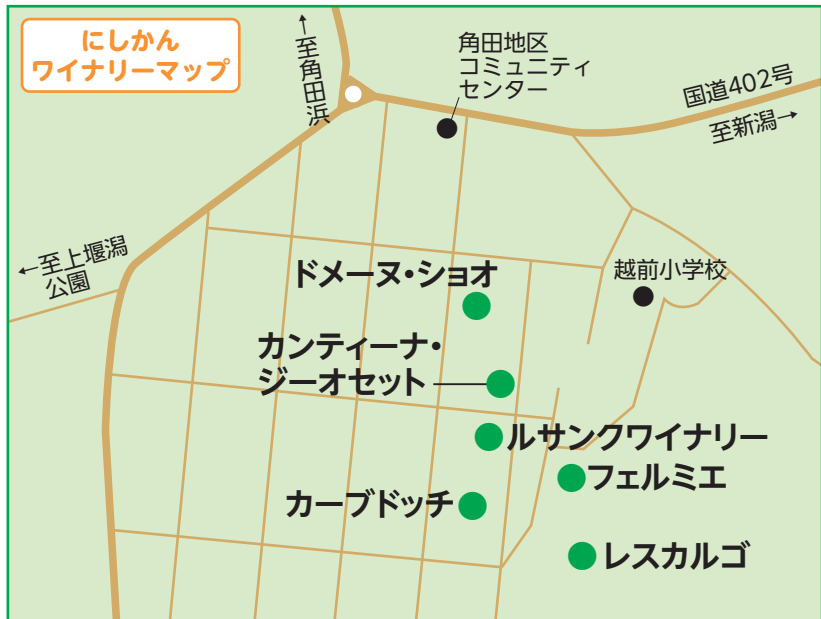 にしかん
ワイナリーマップ
←至角田浜
角田地区
コミュニティ
センター
国道402号
至新潟→
←至上堰潟
公園
越前小学校
ドメーヌ・ショオ
カンティーナ・
ジーオセット
ルサンクワイナリー
フェルミエ
カーブドッチ
レスカルゴ